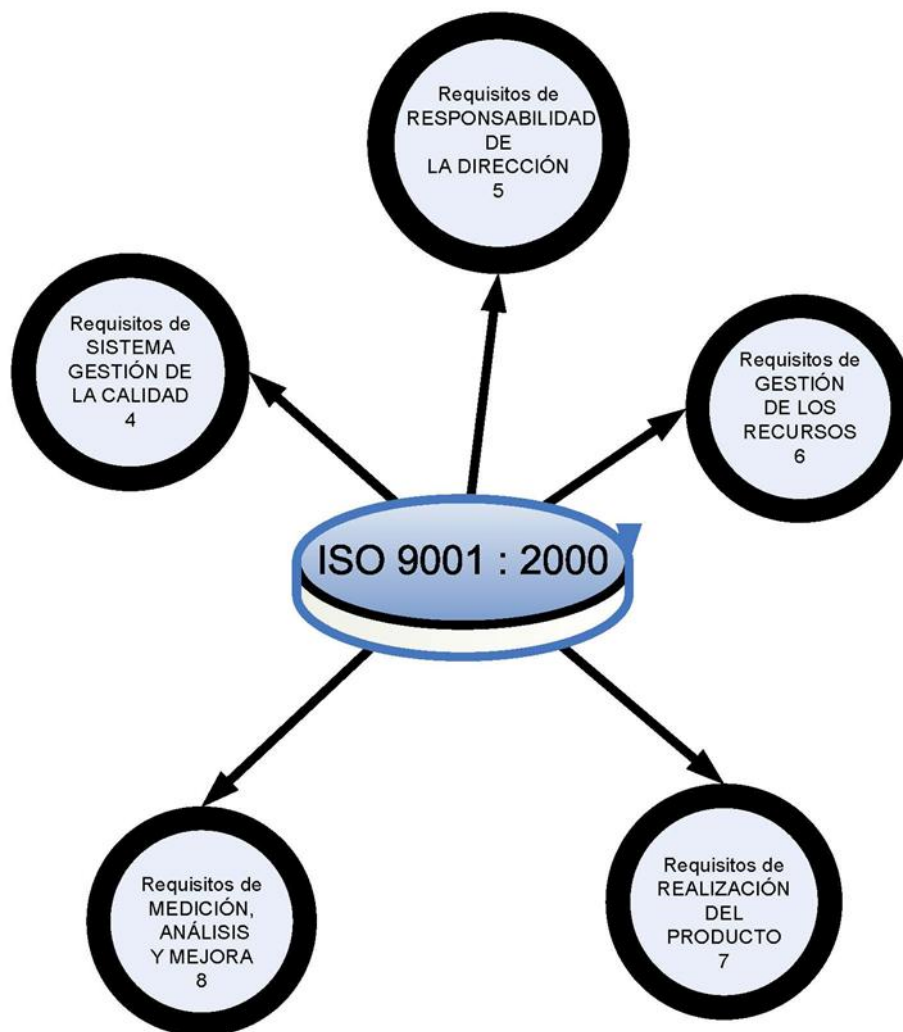 Requisitos de
RESPONSABILIDAD
DE
LA DIRECCIÓN
5
Requisitos de
SISTEMA
GESTIÓN DE
LA CALIDAD
4
Requisitos de
GESTIÓN
DE LOS
RECURSOS
6
ISO 9001 : 2000
Requisitos de
MEDICIÓN,
ANÁLISIS
Y MEJORA
8
Requisitos de
REALIZACIÓN
DEL
PRODUCTO
7